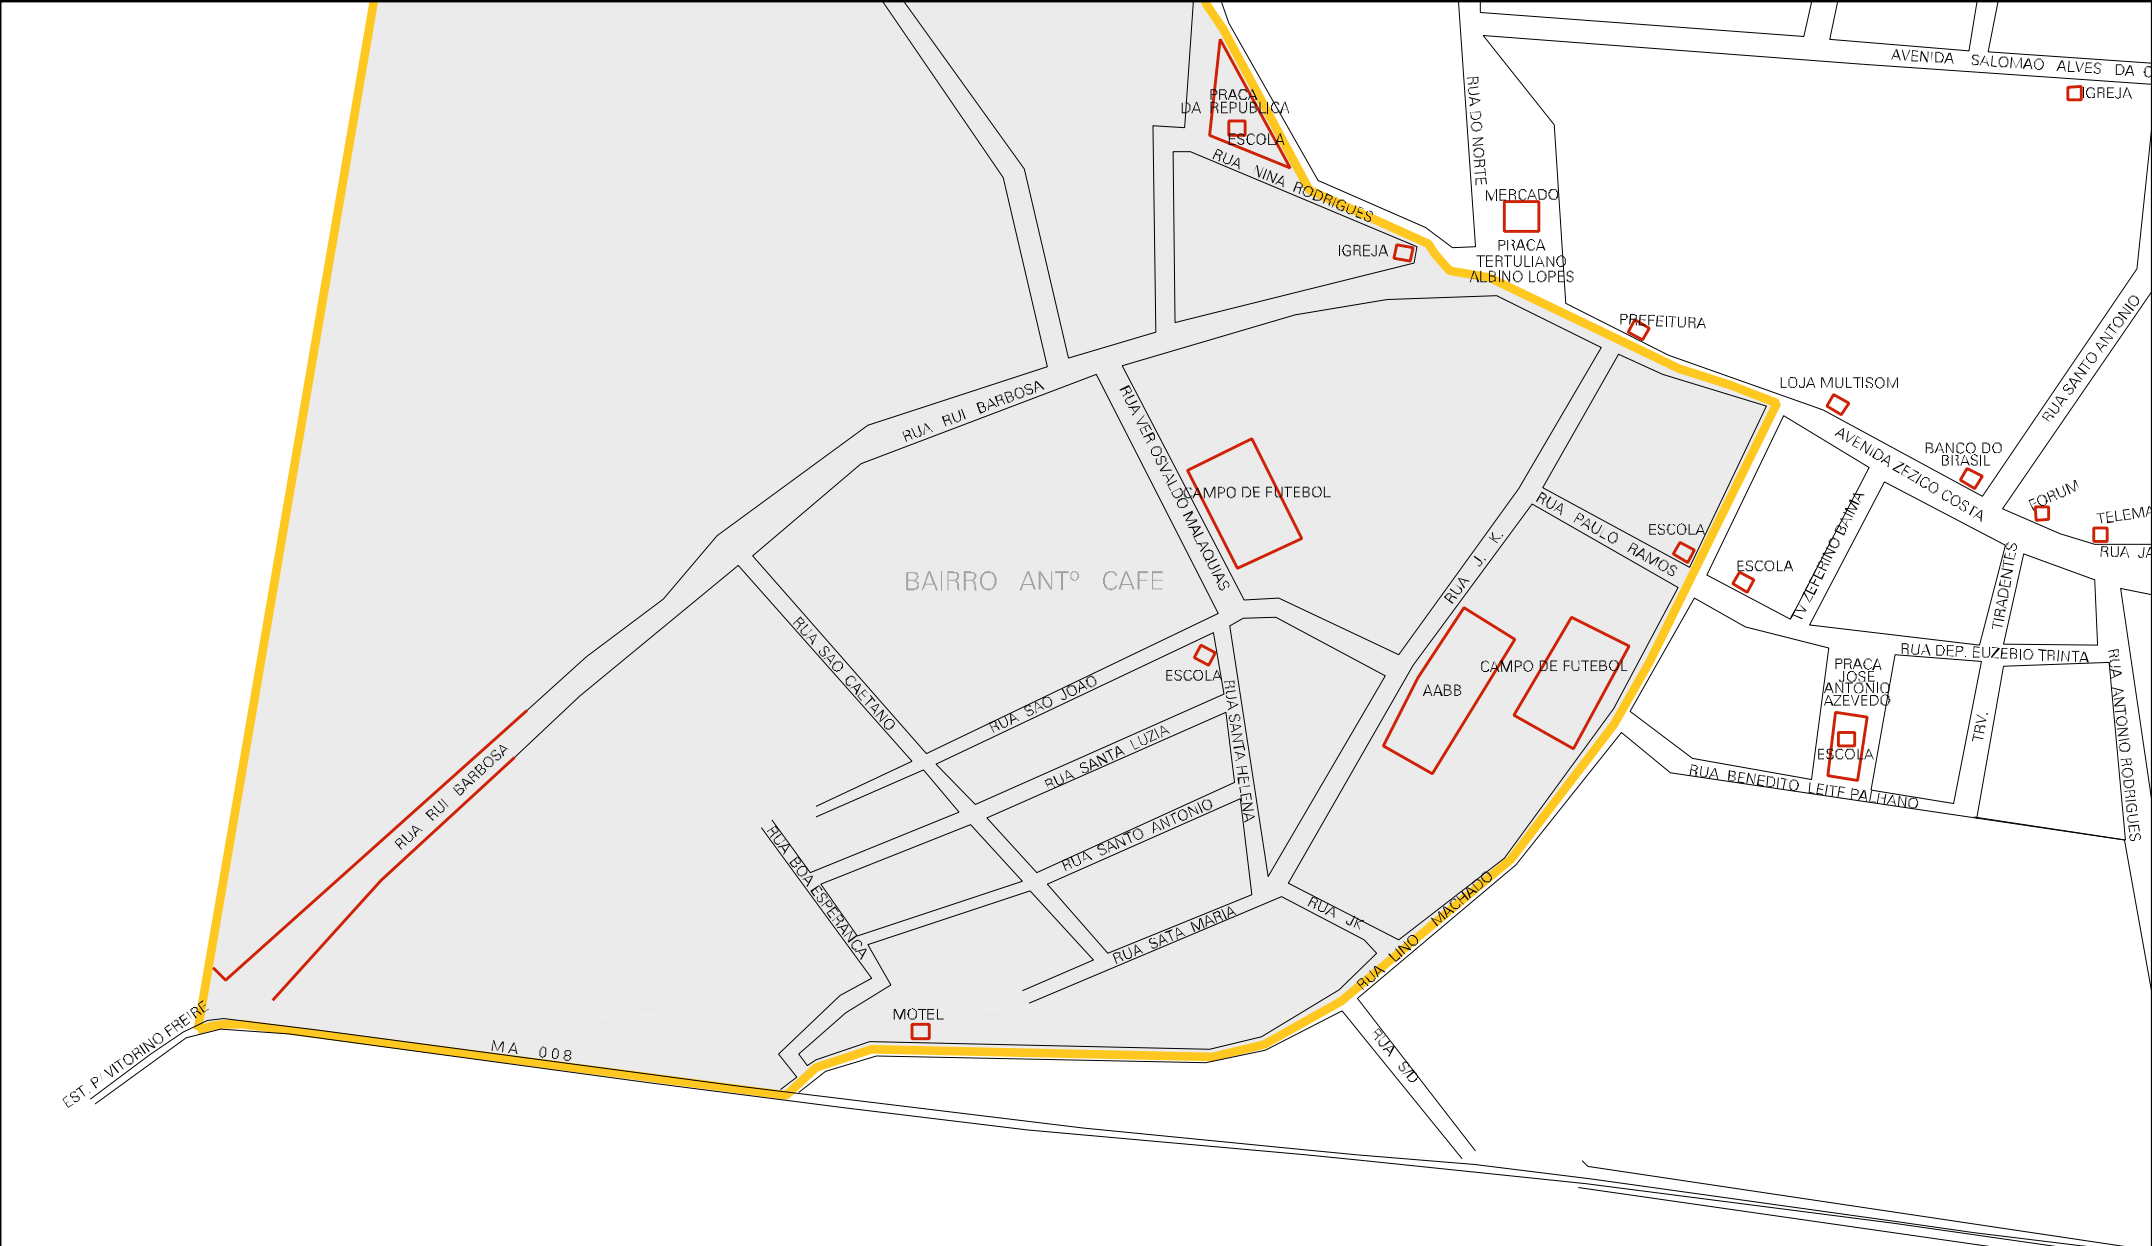 AVENIDA SALOMAO ALVES DA C
IGREJA
RUA DO NORTE
PRACA
DA REPUBLICA
ESCOLA
RUA NINA RODRIGUES
MERCADO
IGREJA
PRACA
TERTULIANO
ALBINO LOPES
PREFEITURA
RUA SANTO ANTONIO
LOJA MULTISOM
RUA RUI BARBOSA
RUA VER OSVALDO MALAQUIAS
AVENIDA ZEZICO COSTA
BANCO DO
BRASIL
CAMPO DE FUTEBOL
RUA PAULO RAMOS
FORUM
TELEMA
RUA JA
ESCOLA
ESCOLA
TV ZEFERINO BAIMA
TIRADENTES
RUA J. K.
BAIRRO ANTº CAFE
RUA SAO CAETANO
ESCOLA
RUA SAO JOAO
CAMPO DE FUTEBOL
AABB
RUA DEP. EUZEBIO TRINTA
PRAÇA
JOSÉ
ANTONIO
AZEVEDO
ESCOLA
TRV.
RUA ANTONIO RODRIGUES
RUA SANTA HELENA
RUA SANTA LUZIA
RUA RUI BARBOSA
RUA BENEDITO LEITE PALHANO
RUA SANTO ANTONIO
RUA BOA ESPERANCA
RUA SATA MARIA
RUA JK
RUA LINO MACHADO
MOTEL
EST. P/ VITORINO FREIRE
MA 008
RUA S/D